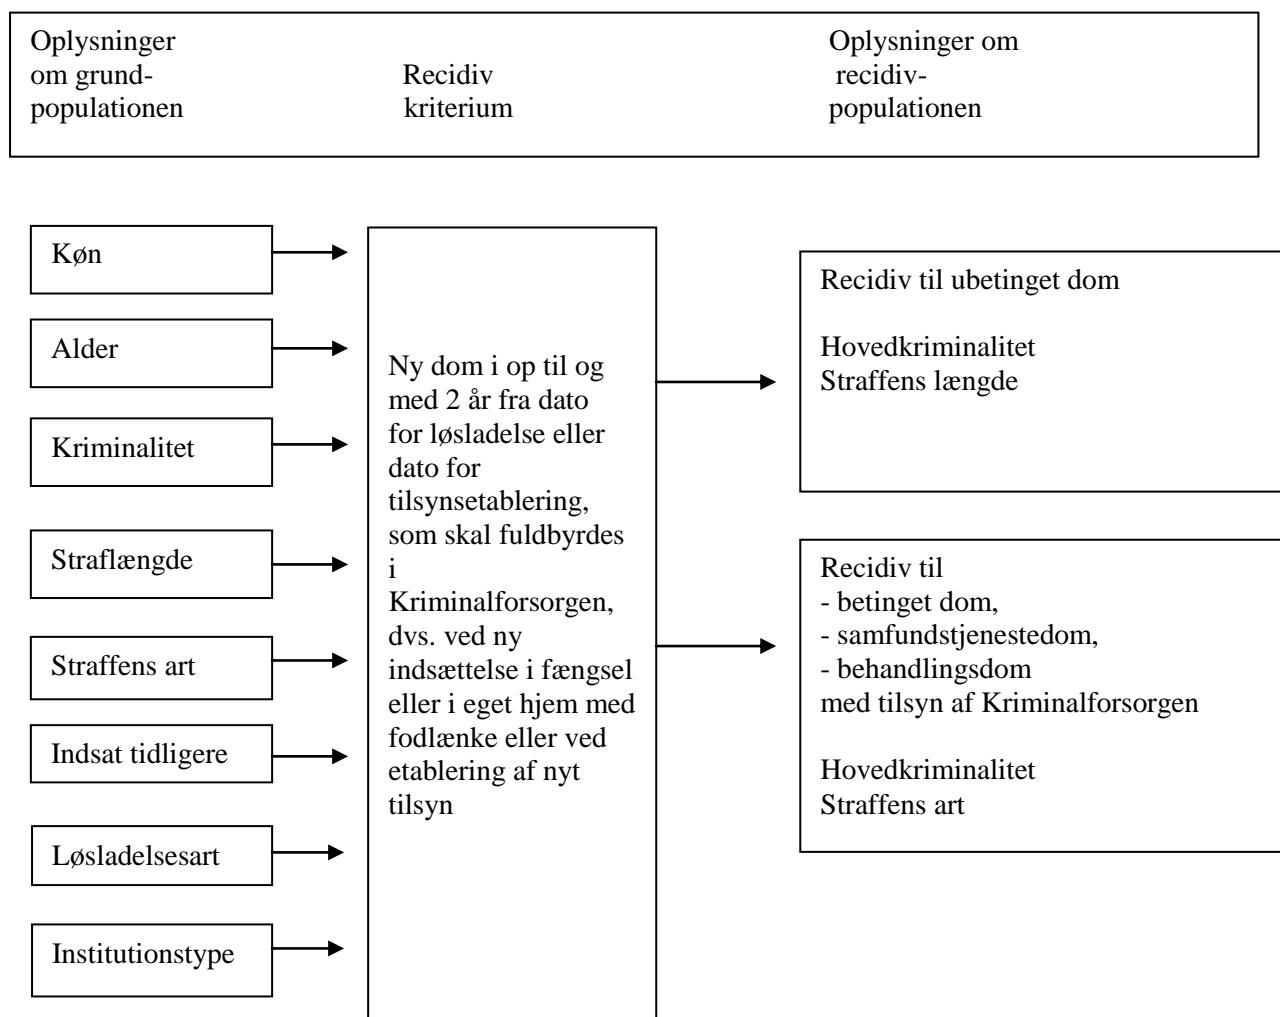 Oplysninger
om grund-
populationen
Recidiv
kriterium
Oplysninger om
recidiv-
populationen
Køn
Alder
Kriminalitet
Straflængde
Straffens art
Indsat tidligere
Løsladelsesart
Institutionstype
Ny dom i op til og
med 2 år fra dato
for løsladelse eller
dato for
tilsynsetablering,
som skal fuldbyrdes
i
Kriminalforsorgen,
dvs. ved ny
indsættelse i fængsel
eller i eget hjem med
fodlænke eller ved
etablering af nyt
tilsyn
Recidiv til ubetinget dom
Hovedkriminalitet
Straffens længde
Recidiv til
- betinget dom,
- samfundstjenestedom,
- behandlingsdom
med tilsyn af Kriminalforsorgen
Hovedkriminalitet
Straffens art